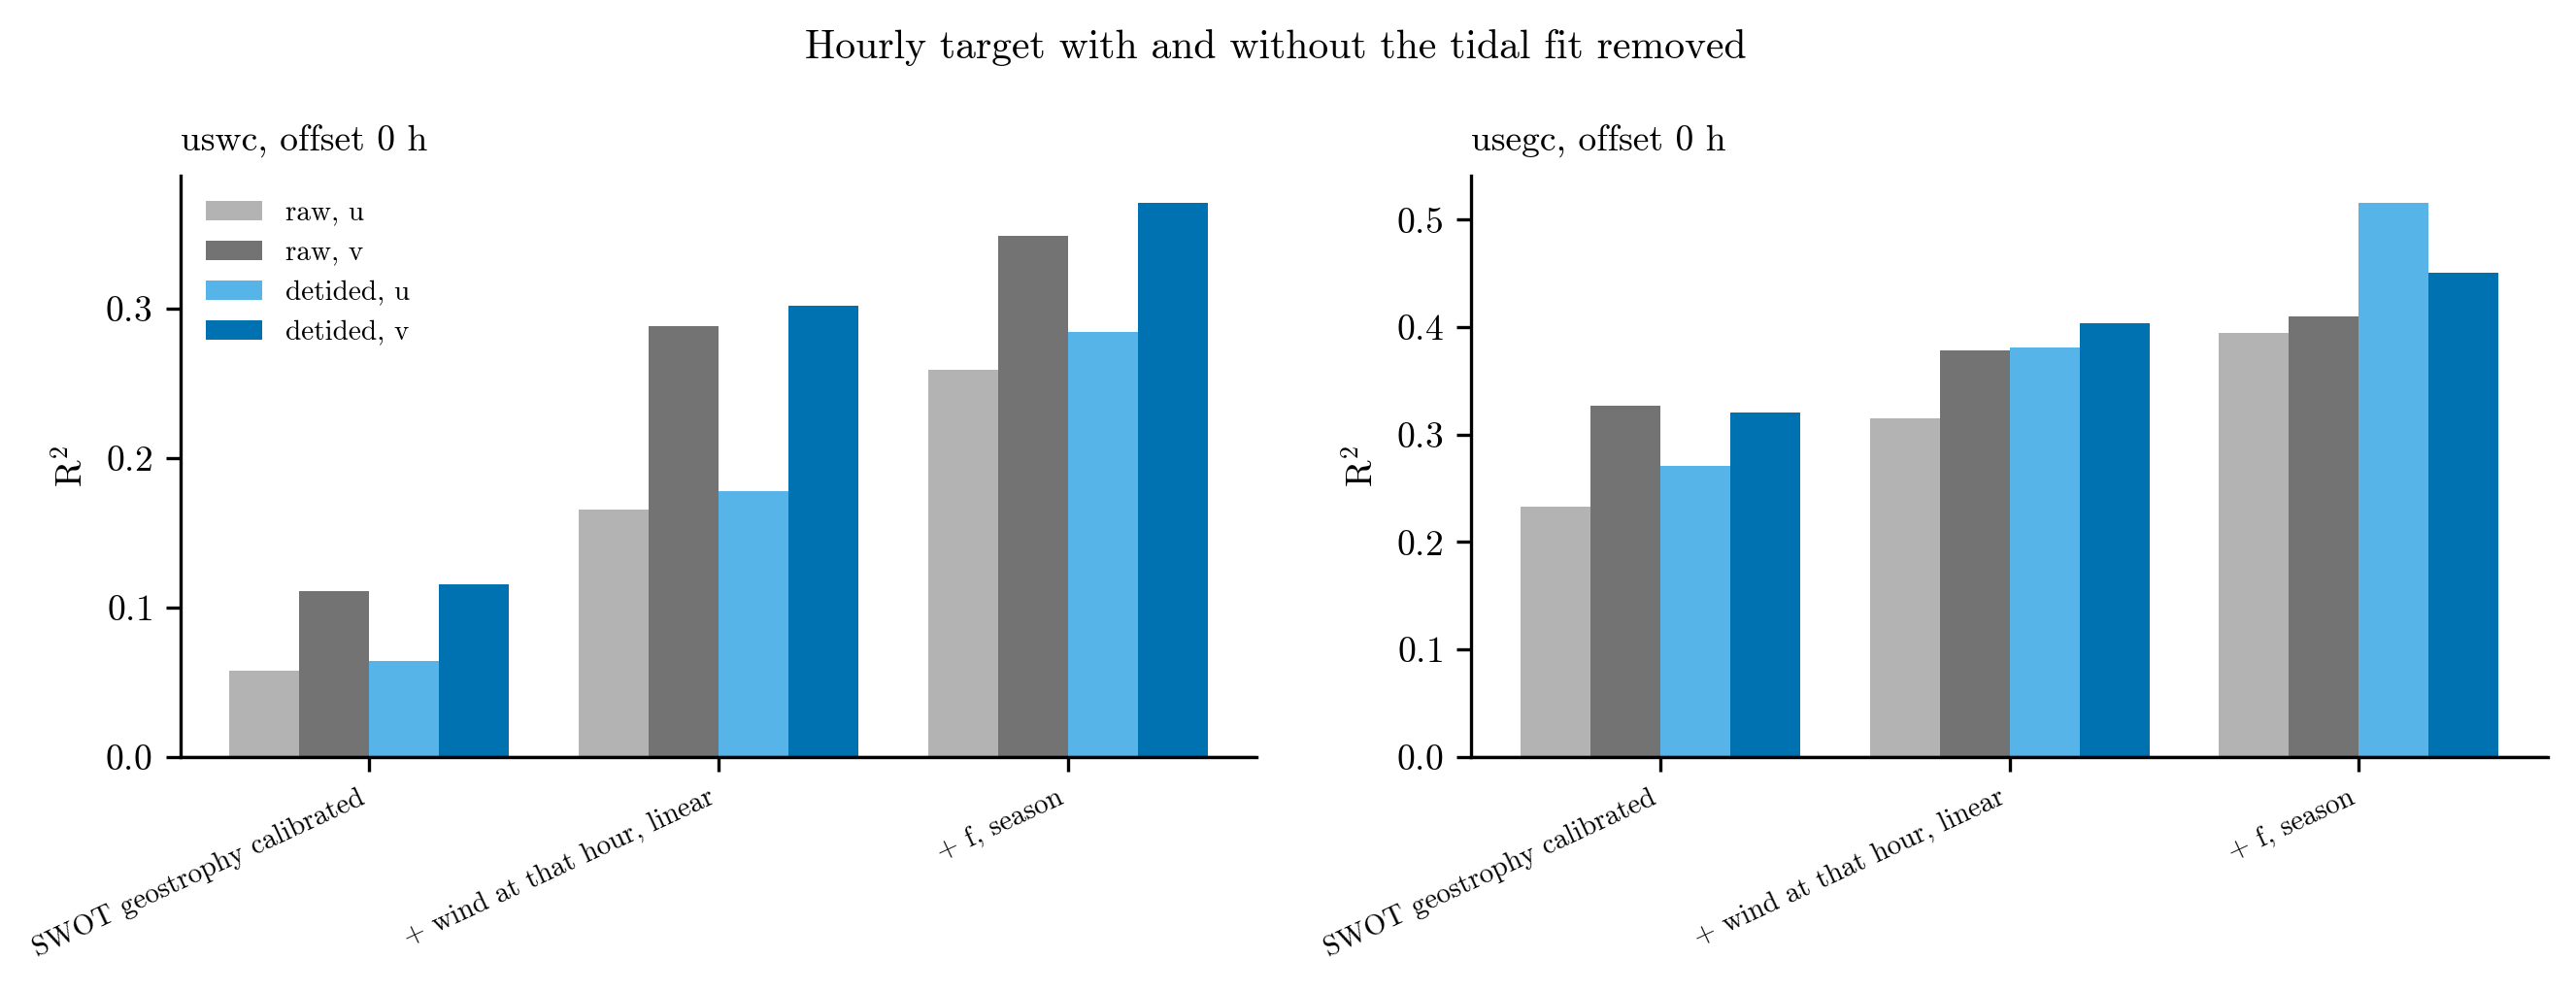 Hourly target with and without the tidal fit removed
uswc, offset 0 h
raw, u
raw, v
detided, u
detided, v
R²
0.3
0.2
0.1
0.0
SWOT geostrophy calibrated
+ wind at that hour, linear
+ f, season
usegc, offset 0 h
R²
0.5
0.4
0.3
0.2
0.1
0.0
SWOT geostrophy calibrated
+ wind at that hour, linear
+ f, season